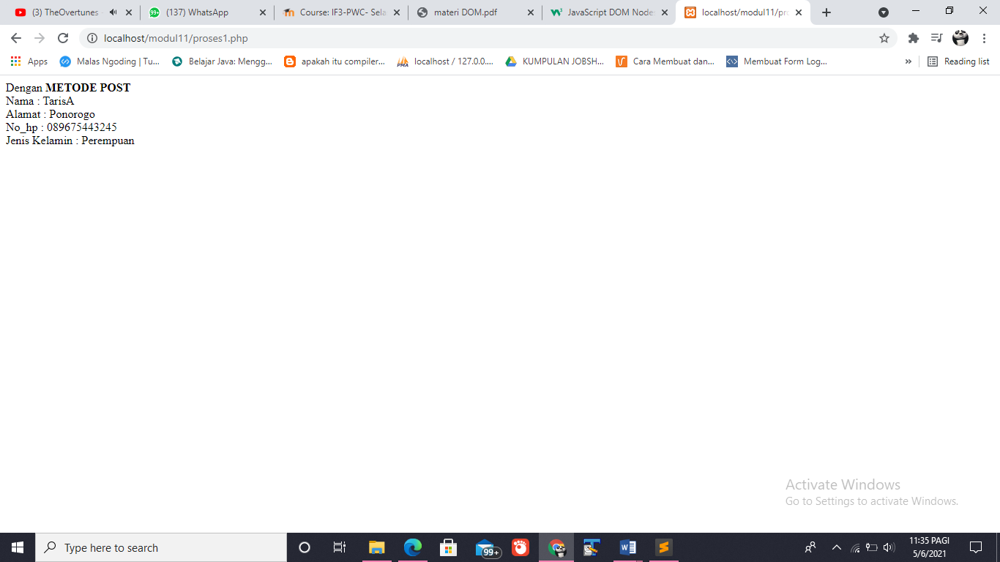 (3) TheOvertunes
(137) WhatsApp
Course: IF3-PWC- Sela
materi DOM.pdf
JavaScript DOM Node
localhost/modul11/pro
localhost/modul11/proses1.php
Apps
Malas Ngoding | Tu...
Belajar Java: Mengg...
apakah itu compiler...
PMA
localhost / 127.0.0....
KUMPULAN JOBSH...
Cara Membuat dan...
Membuat Form Log...
»
Reading list
Dengan METODE POST
Nama : TarisA
Alamat : Ponorogo
No_hp : 089675443245
Jenis Kelamin : Perempuan
Activate Windows
Go to Settings to activate Windows.
Type here to search
99+
11:35 PAGI
5/6/2021